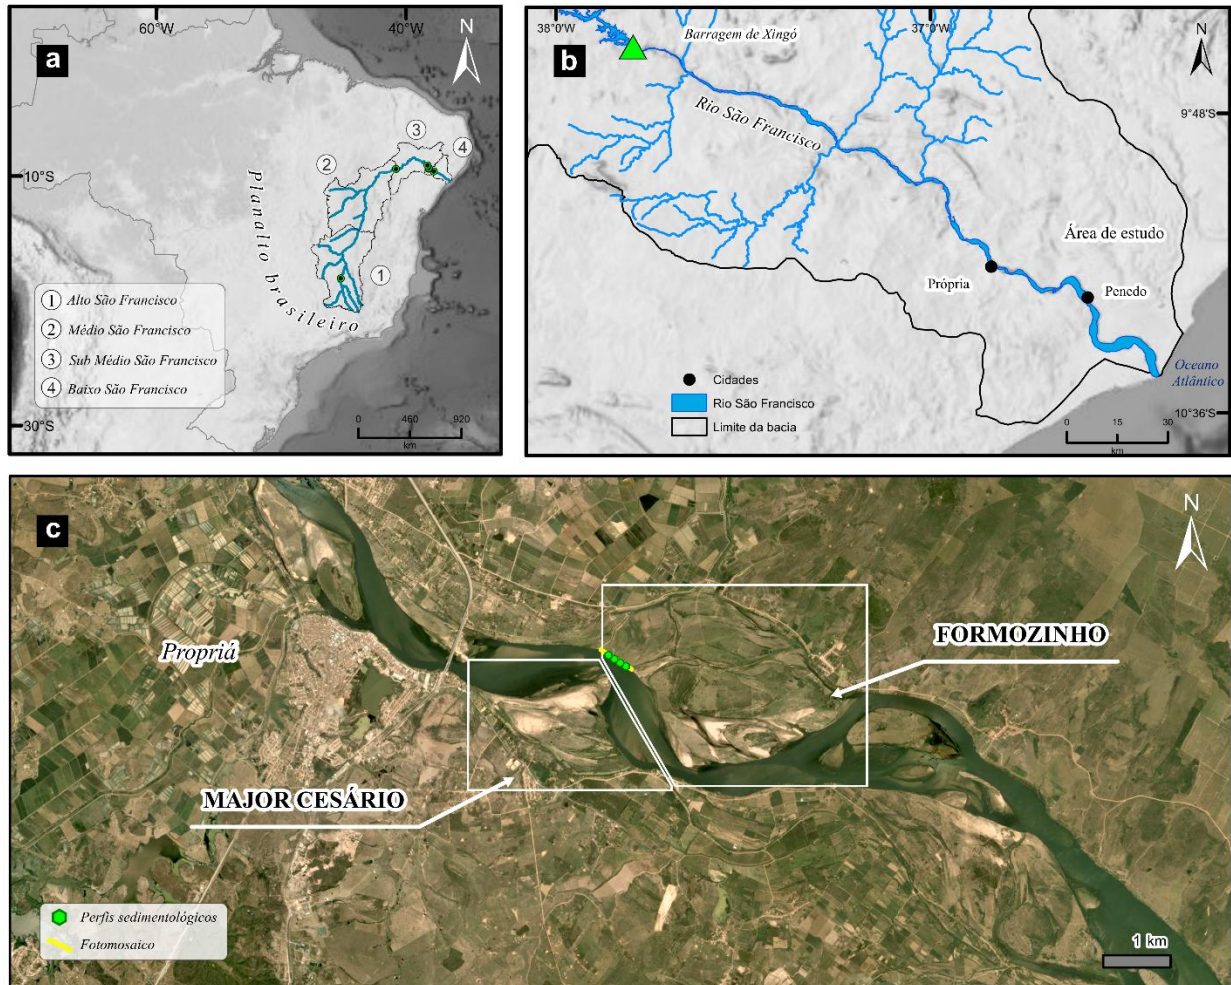 a
60°W
40°W
N
3
4
2
10°S
Planalto brasileiro
1
1 Alto São Francisco
2 Médio São Francisco
3 Sub Médio São Francisco
4 Baixo São Francisco
0 460 920
km
30°S
b
38°0'W
37°0'W
N
Barragem de Xingó
9°48'S
Rio São Francisco
Área de estudo
Própria
Penedo
Oceano
Atlântico
Cidades
Rio São Francisco
Limite da bacia
10°36'S
0 15 30
km
c
N
Propriá
FORMOZINHO
MAJOR CESÁRIO
Perfis sedimentológicos
Fotomosaico
1 km